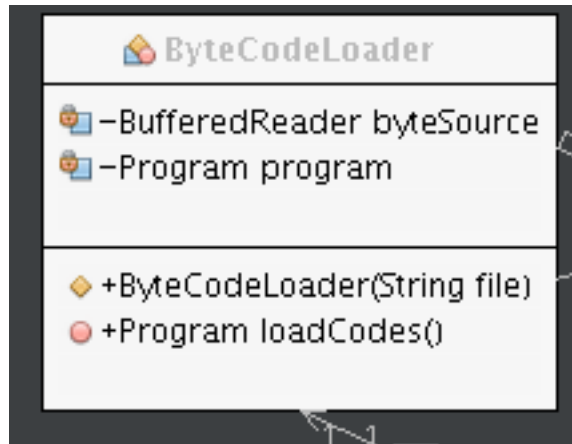 ByteCodeLoader
−BufferedReader byteSource
−Program program
+ByteCodeLoader(String file)
+Program loadCodes()